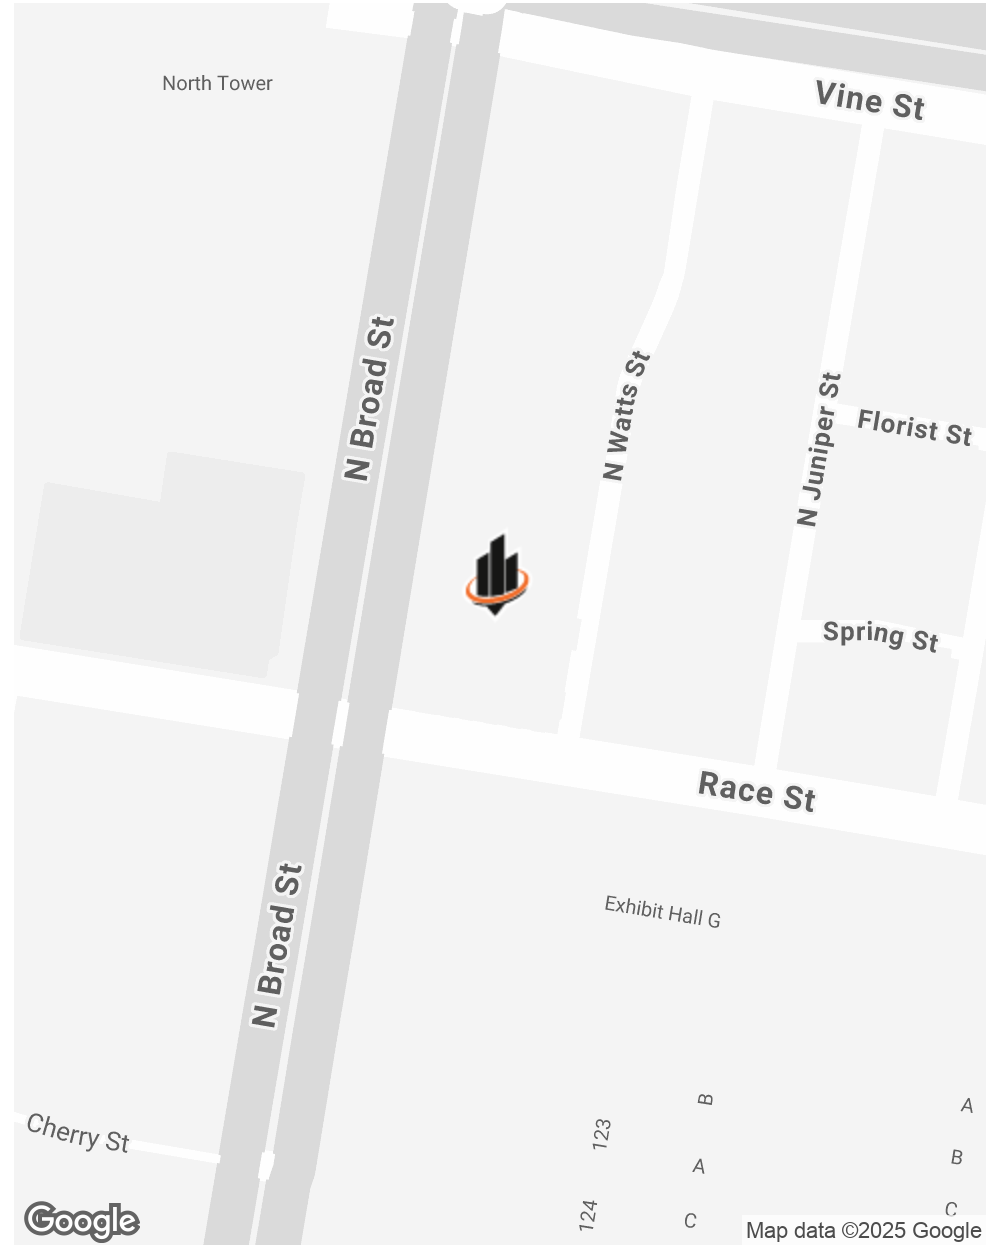 North Tower
Vine St
N Broad St
N Watts St
N Juniper St
Florist St
Spring St
Race St
N Broad St
Exhibit Hall G
Cherry St
123
B
A
124
C
A
B
C
Google
Map data ©2025 Google